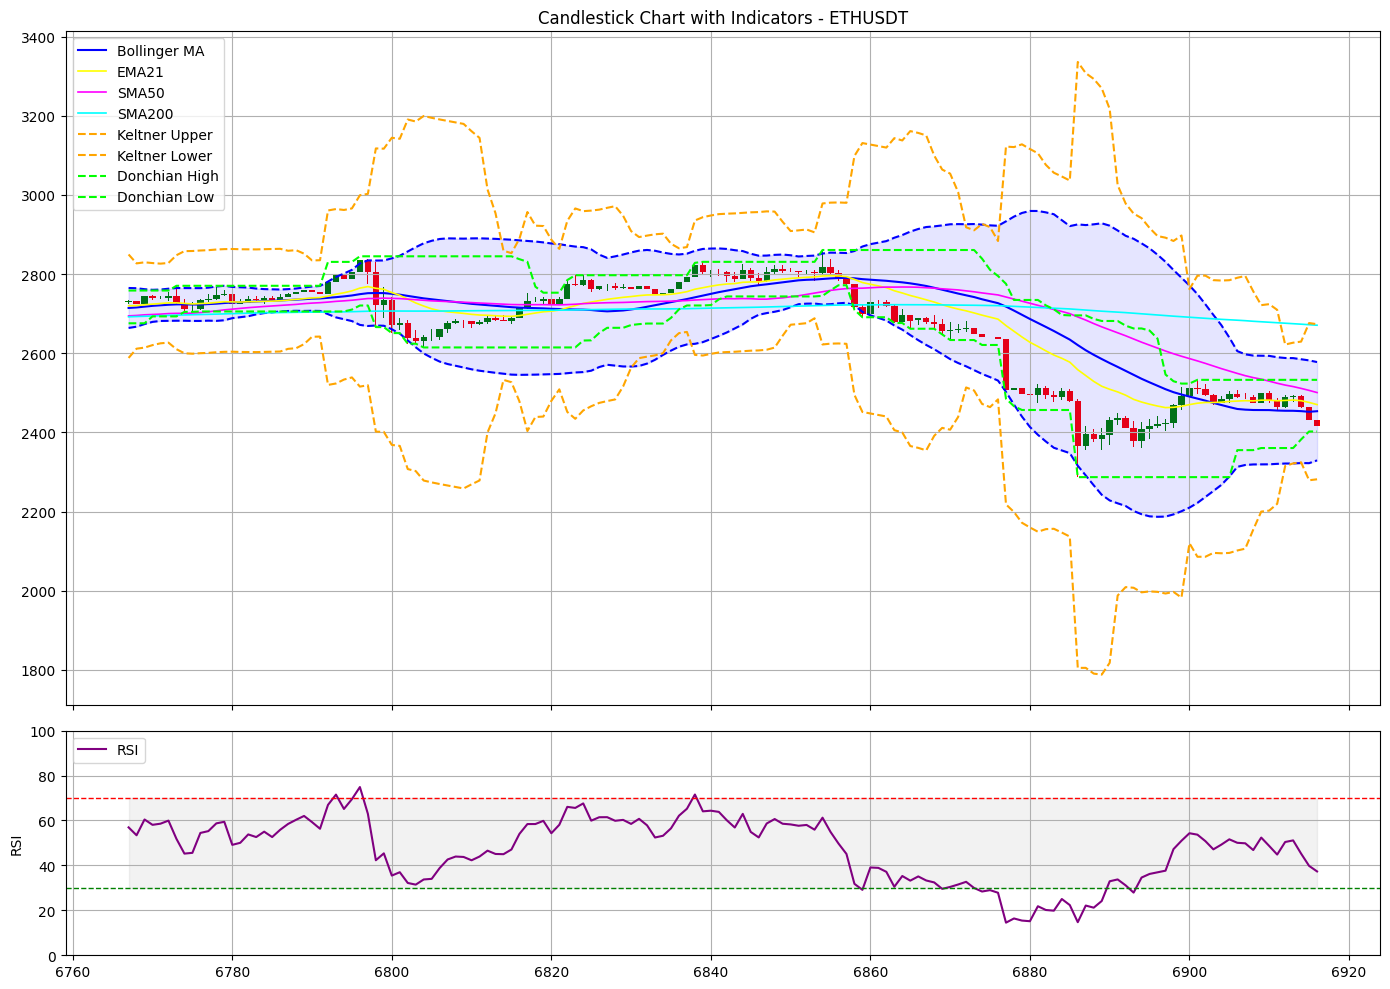 Candlestick Chart with Indicators - ETHUSDT
3400
3200
3000
2800
2600
2400
2200
2000
1800
Bollinger MA
EMA21
SMA50
SMA200
Keltner Upper
Keltner Lower
Donchian High
Donchian Low
100
80
60
40
20
0
RSI
RSI
6760
6780
6800
6820
6840
6860
6880
6900
6920